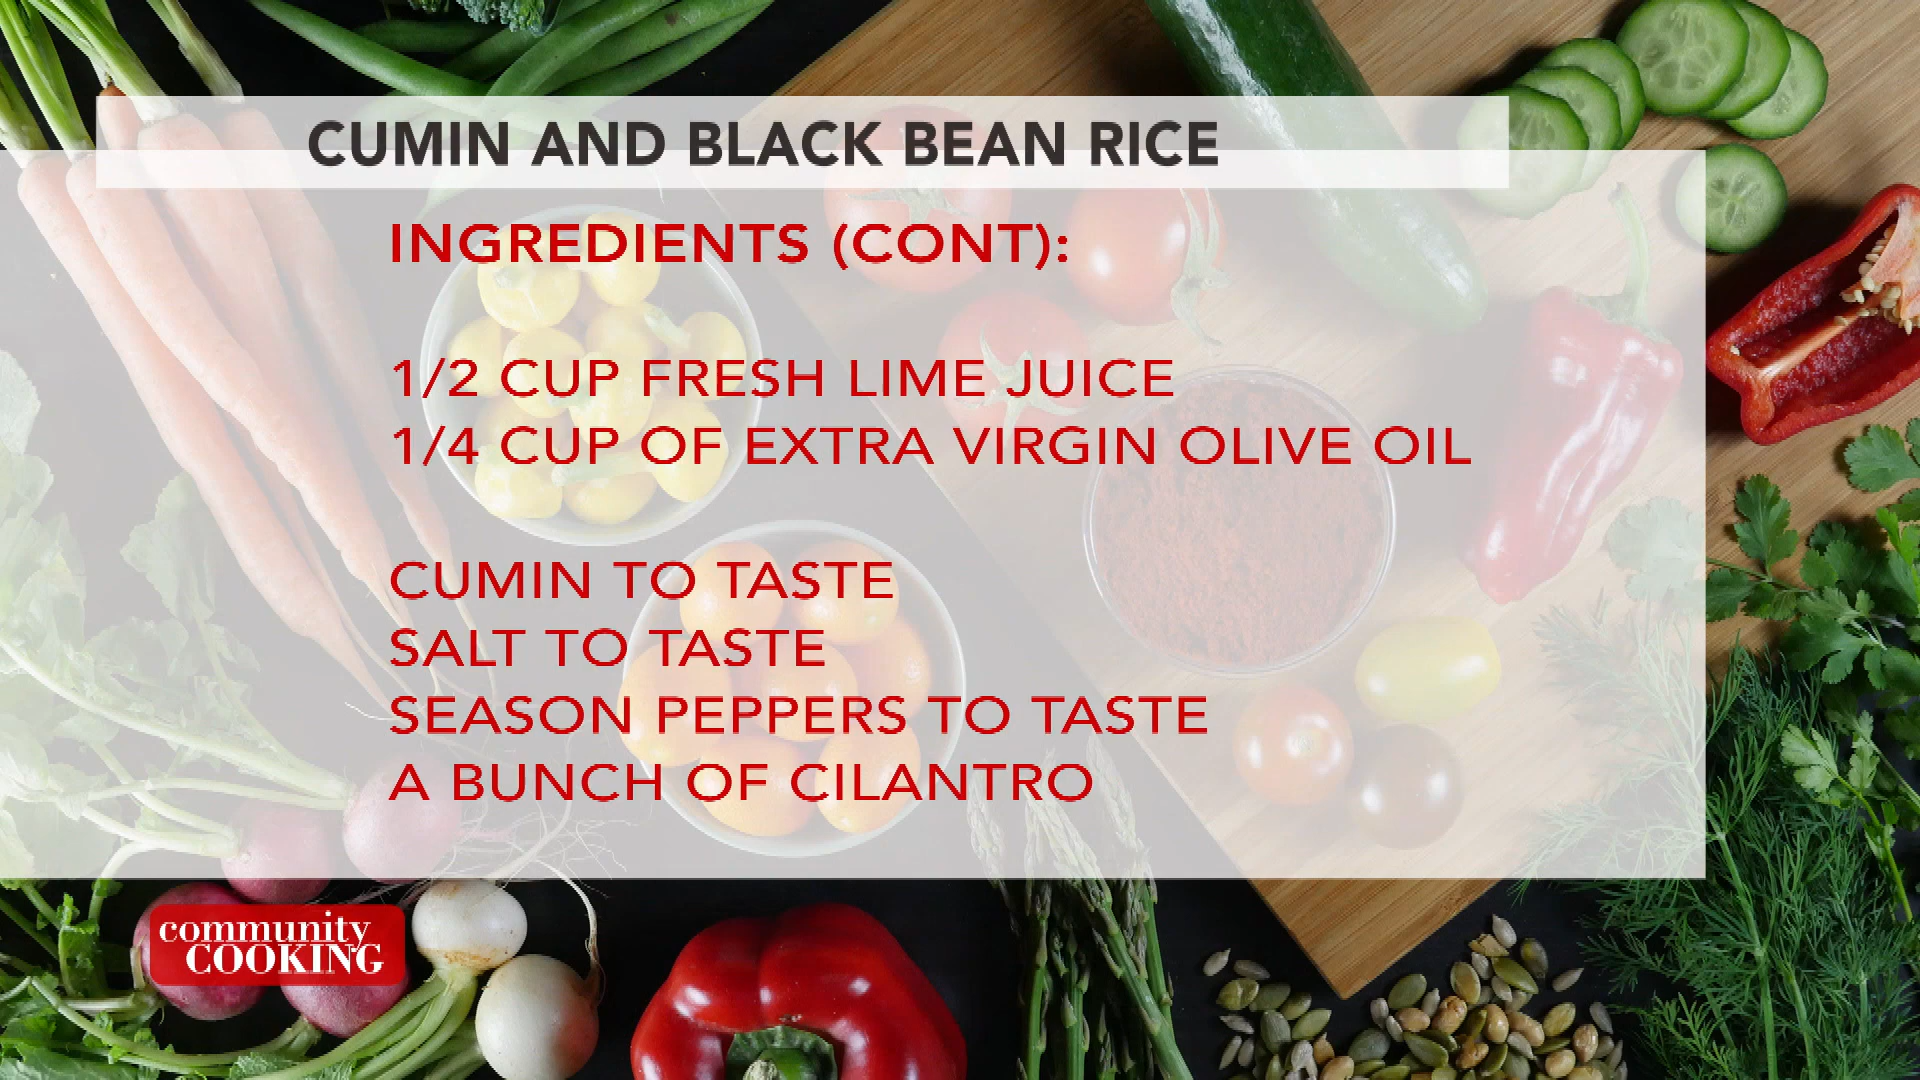 CUMIN AND BLACK BEAN RICE
INGREDIENTS (CONT):
1/2 CUP FRESH LIME JUICE
1/4 CUP OF EXTRA VIRGIN OLIVE OIL
CUMIN TO TASTE
SALT TO TASTE
SEASON PEPPERS TO TASTE
A BUNCH OF CILANTRO
community
COOKING